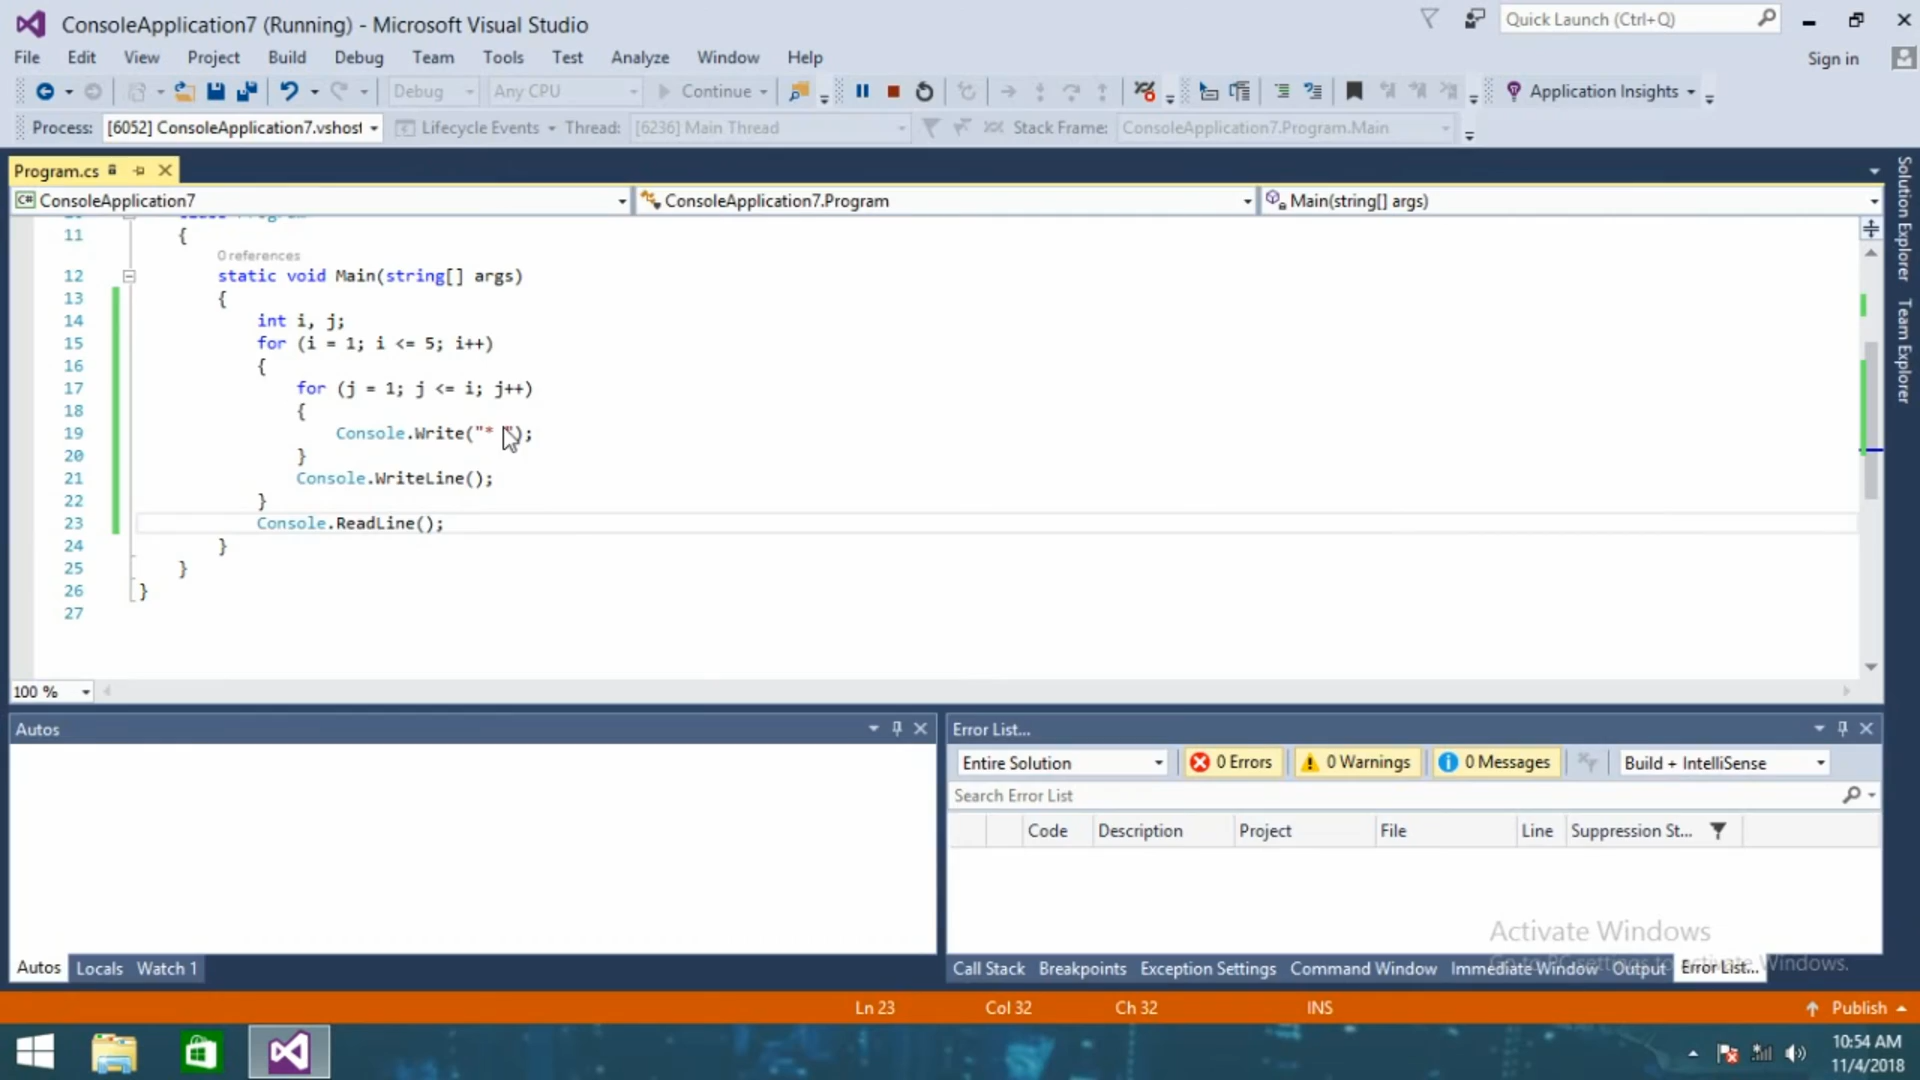 ConsoleApplication7 (Running) - Microsoft Visual Studio
Quick Launch (Ctrl+Q)
File Edit View Project Build Debug Team Tools Test Analyze Window Help
Sign in
Debug Any CPU Continue Application Insights
Process: [6052] ConsoleApplication7.vshost Lifecycle Events Thread: [6236] Main Thread Stack Frame: ConsoleApplication7.Program.Main
Program.cs
ConsoleApplication7 ConsoleApplication7.Program Main(string[] args)
11 {
0 references
12 static void Main(string[] args)
13 {
14 int i, j;
15 for (i = 1; i <= 5; i++)
16 {
17 for (j = 1; j <= i; j++)
18 {
19 Console.Write("* ");
20 }
21 Console.WriteLine();
22 }
23 Console.ReadLine();
24 }
25 }
26 }
27
100 %
Autos
Error List...
Entire Solution 0 Errors 0 Warnings 0 Messages Build + IntelliSense
Search Error List
Code Description Project File Line Suppression St...
Activate Windows
Go to PC settings to activate Windows.
Autos Locals Watch 1
Call Stack Breakpoints Exception Settings Command Window Immediate Window Output Error List...
Ln 23 Col 32 Ch 32 INS Publish
10:54 AM
11/4/2018
Solution Explorer
Team Explorer